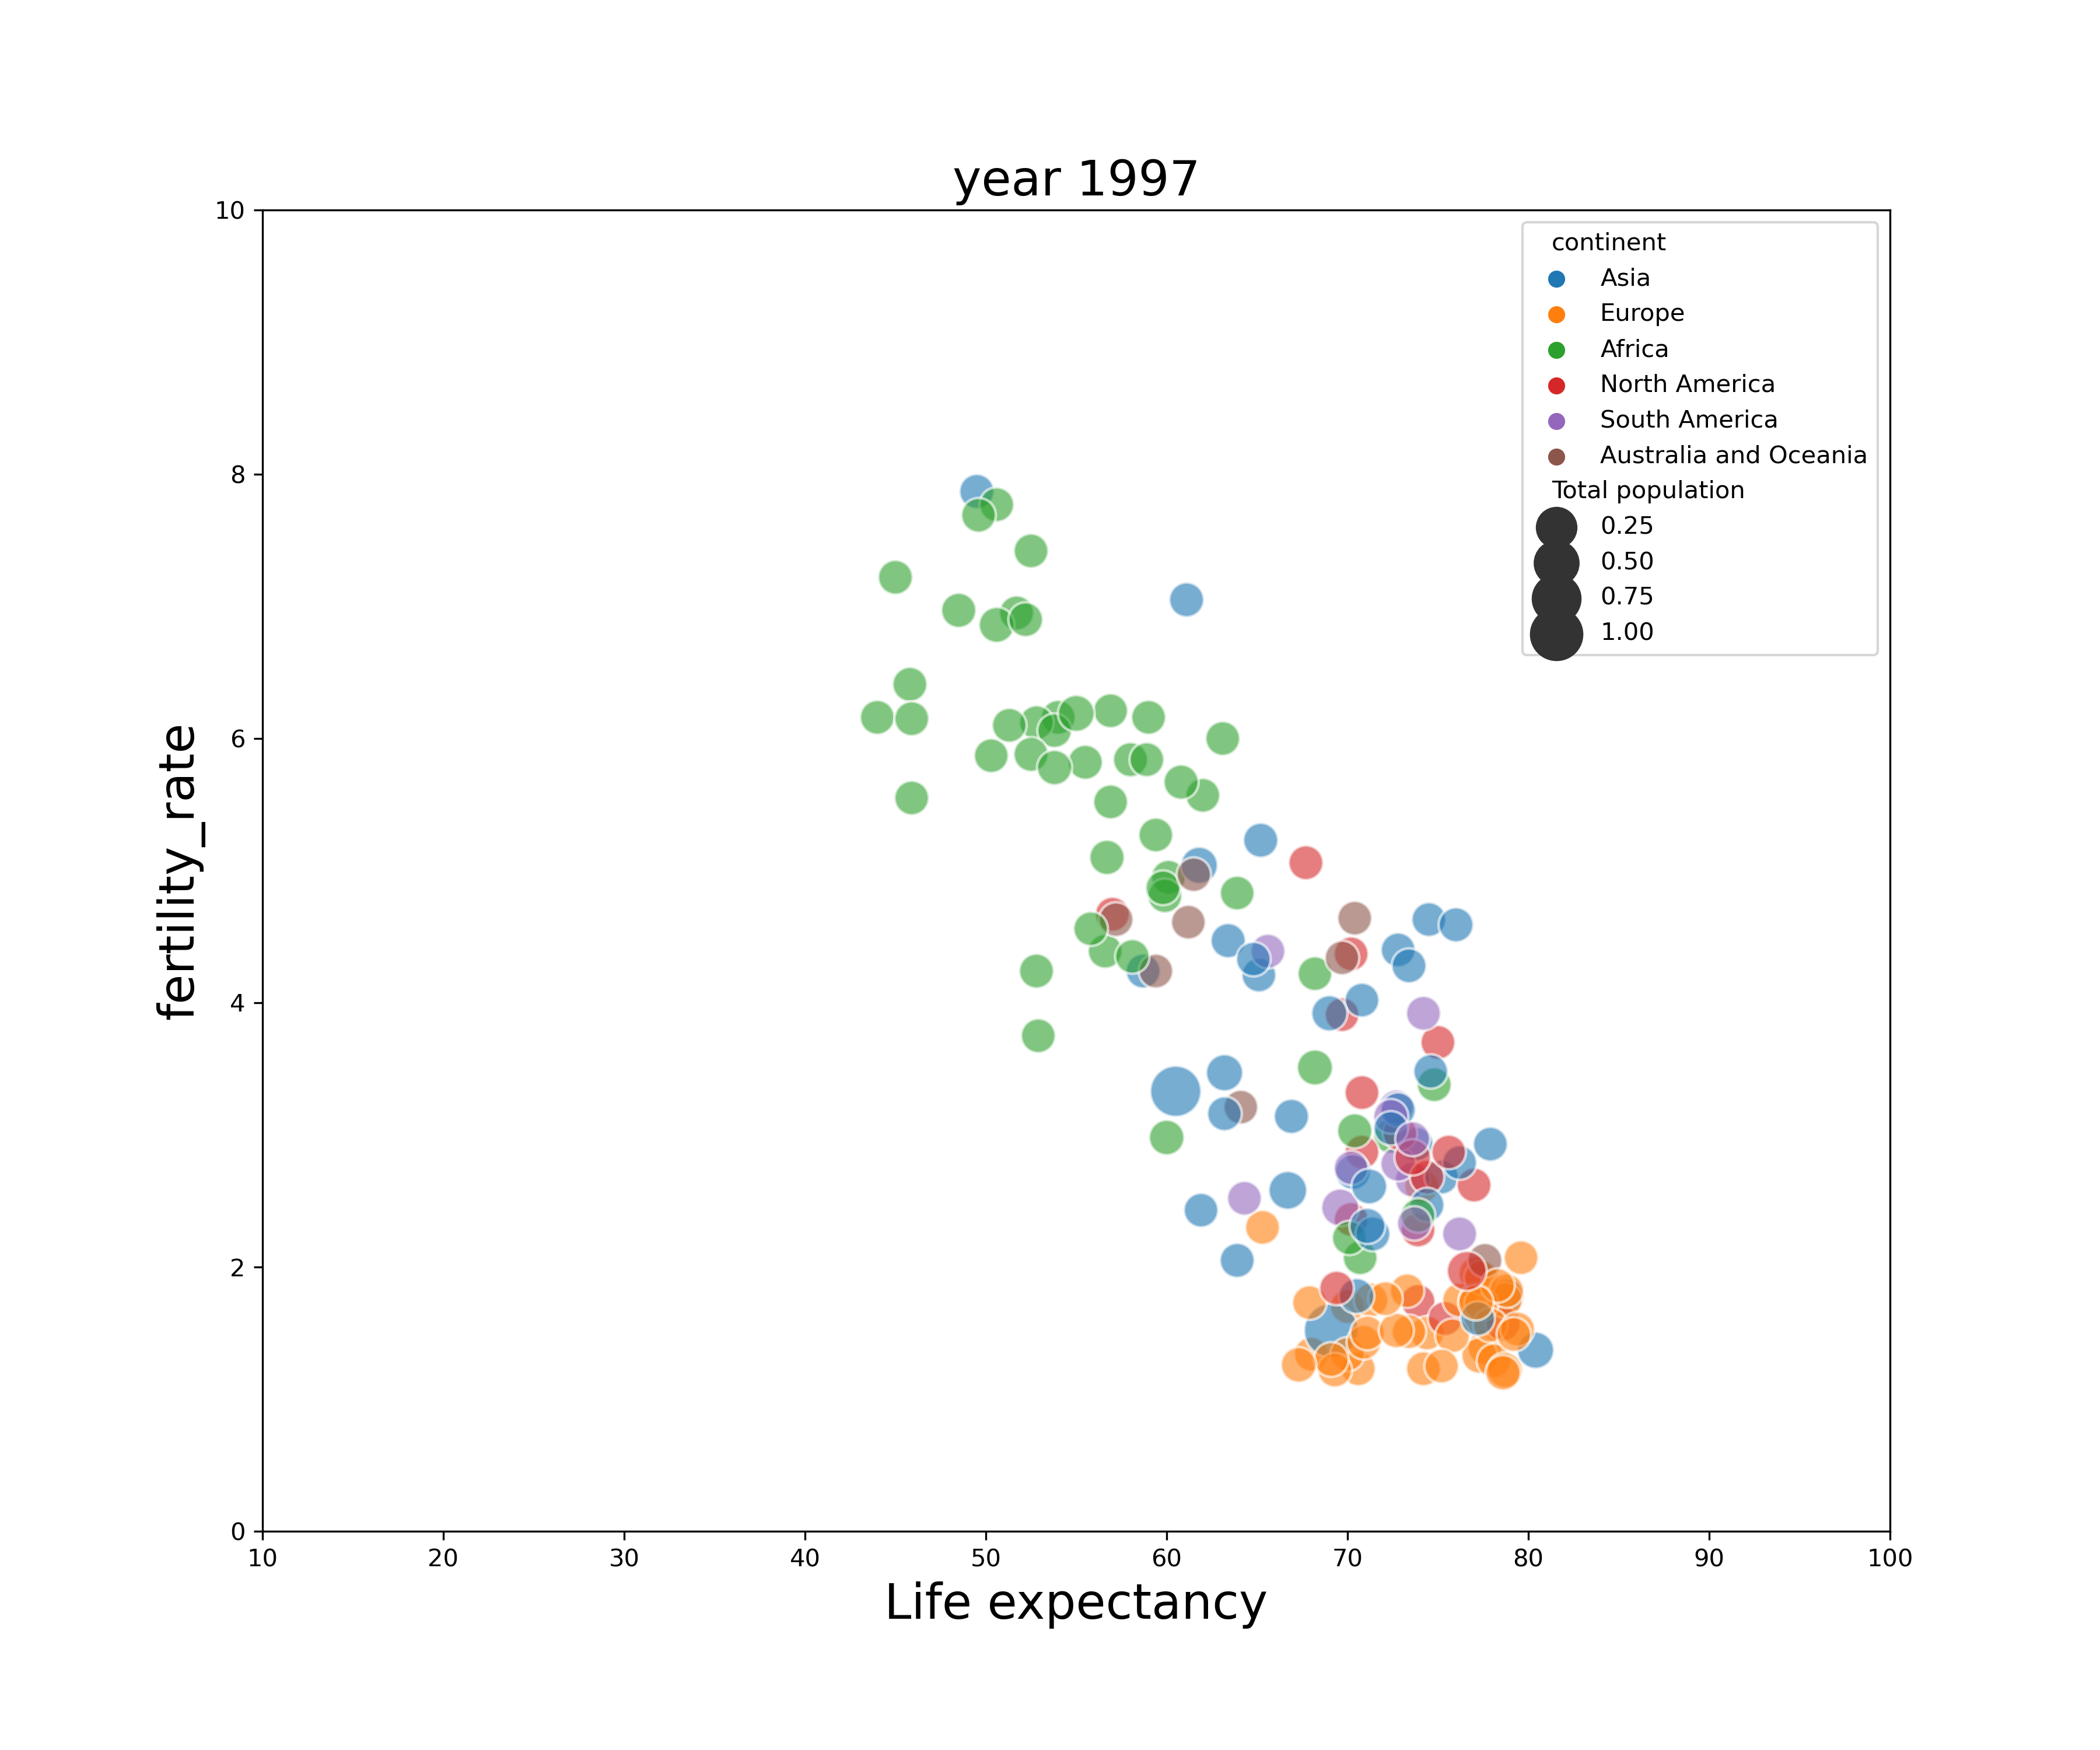 year 1997
10
8
6
4
2
0
fertility_rate
continent
Asia
Europe
Africa
North America
South America
Australia and Oceania
Total population
0.25
0.50
0.75
1.00
10 20 30 40 50 60 70 80 90 100
Life expectancy